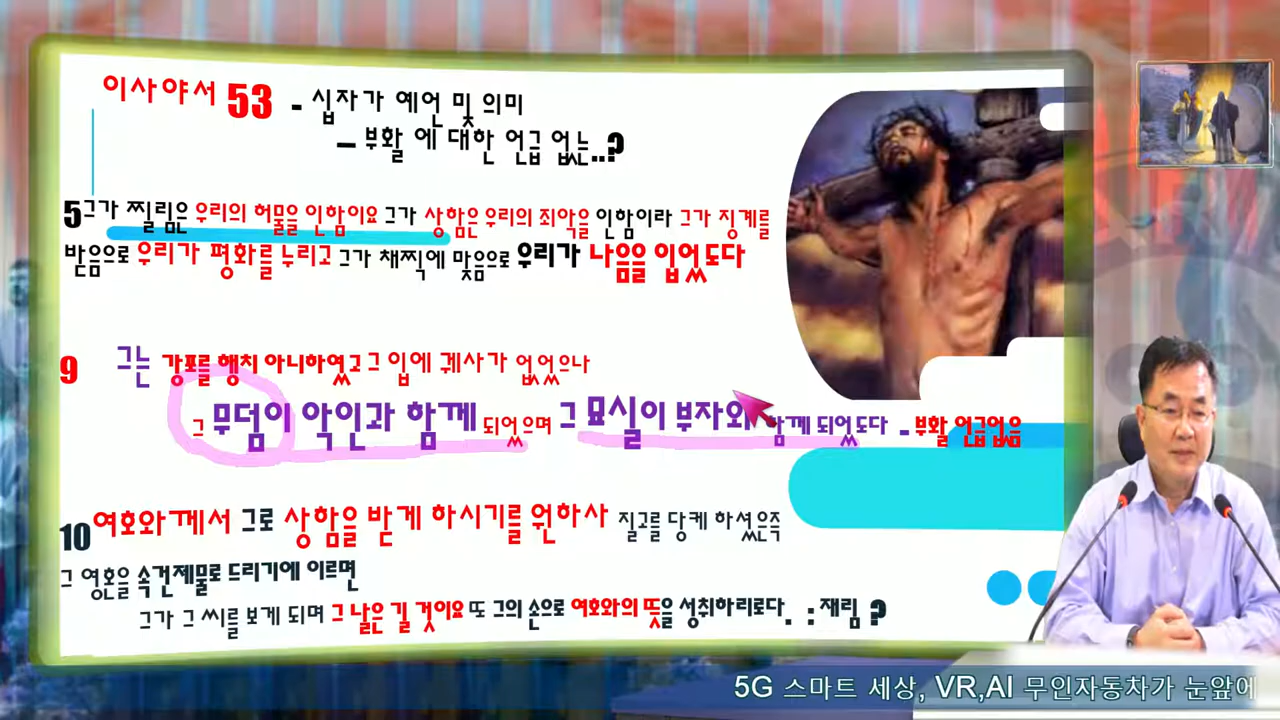 이사야서 53 - 십자가 예언 및 의미
– 부활 에 대한 언급 없는..?
5그가 찔림은 우리의 허물을 인함이요 그가 상함은 우리의 죄악을 인함이라 그가 징계를
받음으로 우리가 평화를 누리고 그가 채찍에 맞음으로 우리가 나음을 입었도다
9 그는 강포를 행치 아니하였고 그 입에 궤사가 없었으나
그 무덤이 악인과 함께 되었으며 그 묘실이 부자와 함께 되었도다 - 부활 언급없음
10여호와께서 그로 상함을 받게 하시기를 원하사 질고를 당케 하셨은즉
그 영혼을 속건제물로 드리기에 이르면
그가 그 씨를 보게 되며 그 날은 길 것이요 또 그의 손으로 여호와의 뜻을 성취하리로다. : 재림 ?
5G 스마트 세상, VR,AI 무인자동차가 눈앞에